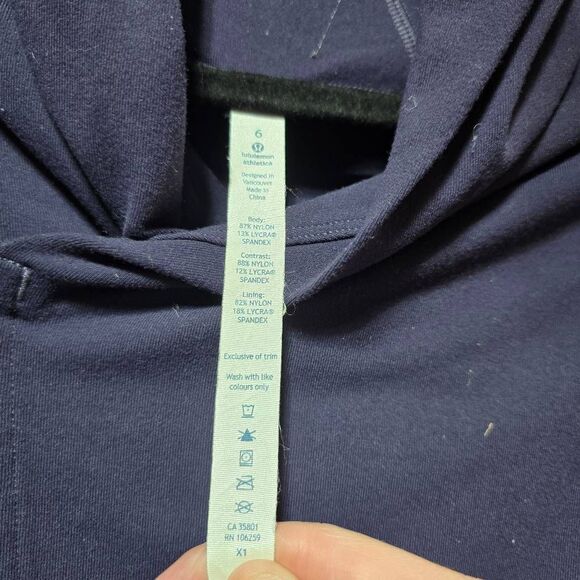 6
lululemon
athletica
Designed in
Vancouver
Made in
China
Body:
87% NYLON
13% LYCRA®
SPANDEX
Contrast:
88% NYLON
12% LYCRA®
SPANDEX
Lining:
82% NYLON
18% LYCRA®
SPANDEX
Exclusive of trim
Wash with like
colours only
CA 35801
RN 106259
X1